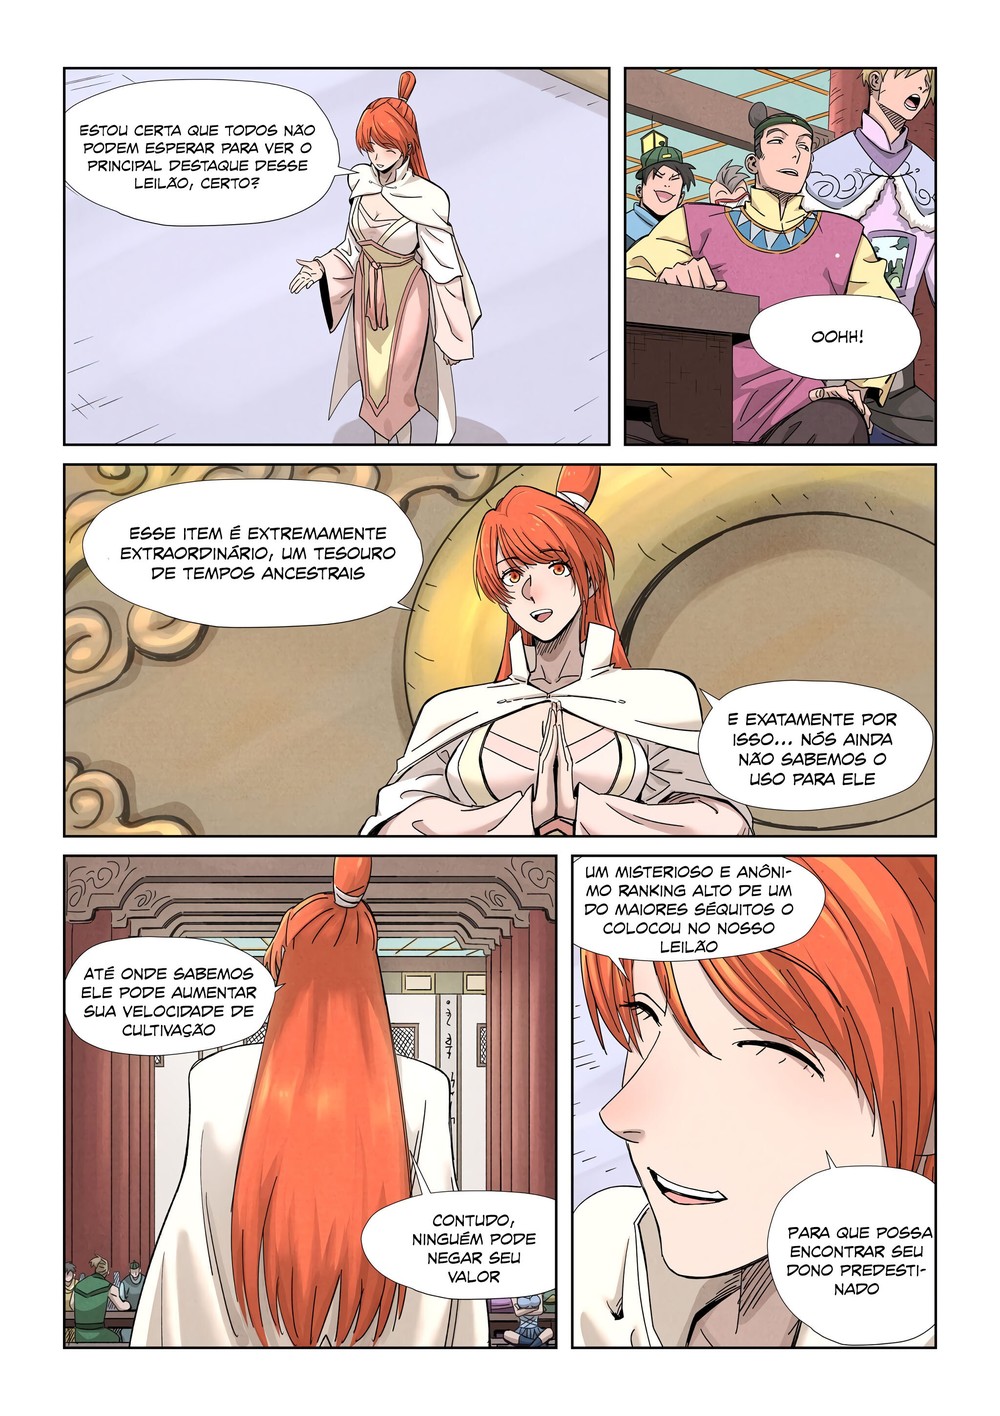 ESTOU CERTA QUE TODOS NÃO
PODEM ESPERAR PARA VER O
PRINCIPAL DESTAQUE DESSE
LEILÃO, CERTO?
OOHH!
ESSE ITEM É EXTREMAMENTE
EXTRAORDINÁRIO, UM TESOURO
DE TEMPOS ANCESTRAIS
E EXATAMENTE POR
ISSO... NÓS AINDA
NÃO SABEMOS O
USO PARA ELE
ATÉ ONDE SABEMOS
ELE PODE AUMENTAR
SUA VELOCIDADE DE
CULTIVAÇÃO
CONTUDO,
NINGUÉM PODE
NEGAR SEU
VALOR
UM MISTERIOSO E ANÔNI-
MO RANKING ALTO DE UM
DO MAIORES SÉQUITOS O
COLOCOU NO NOSSO
LEILÃO
PARA QUE POSSA
ENCONTRAR SEU
DONO PREDESTI-
NADO